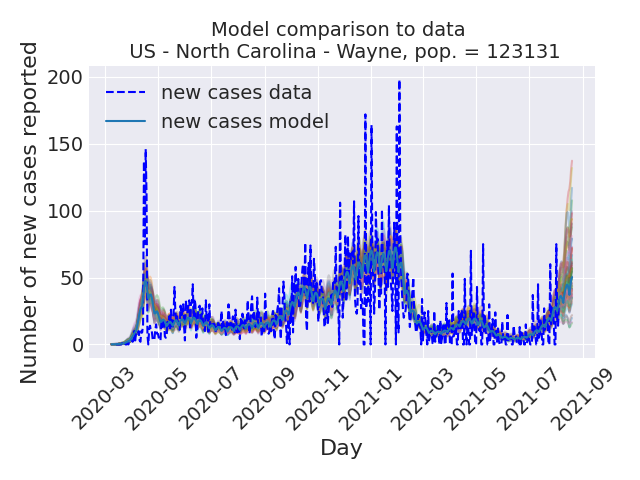 Model comparison to data
US - North Carolina - Wayne, pop. = 123131
Number of new cases reported
200
150
100
50
0
new cases data
new cases model
2020-03
2020-05
2020-07
2020-09
2020-11
2021-01
2021-03
2021-05
2021-07
2021-09
Day